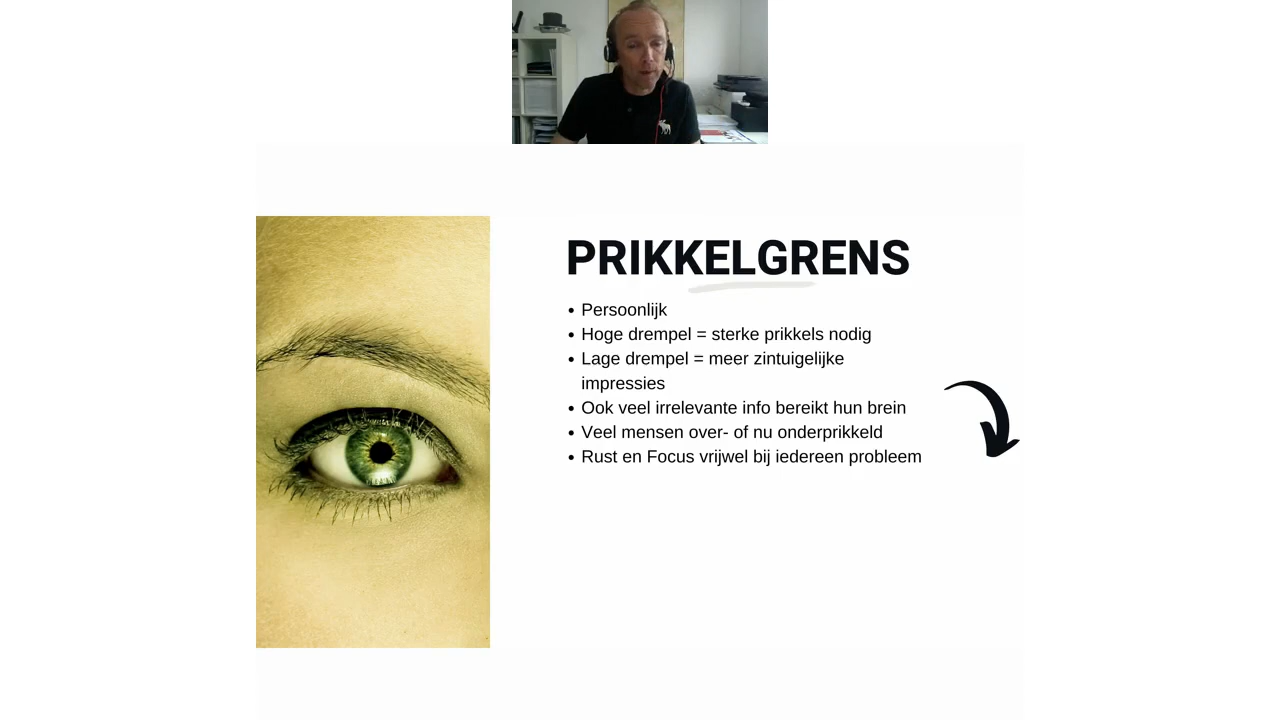 PRIKKELGRENS
• Persoonlijk
• Hoge drempel = sterke prikkels nodig
• Lage drempel = meer zintuigelijke
impressies
• Ook veel irrelevante info bereikt hun brein
• Veel mensen over- of nu onderprikkeld
• Rust en Focus vrijwel bij iedereen probleem